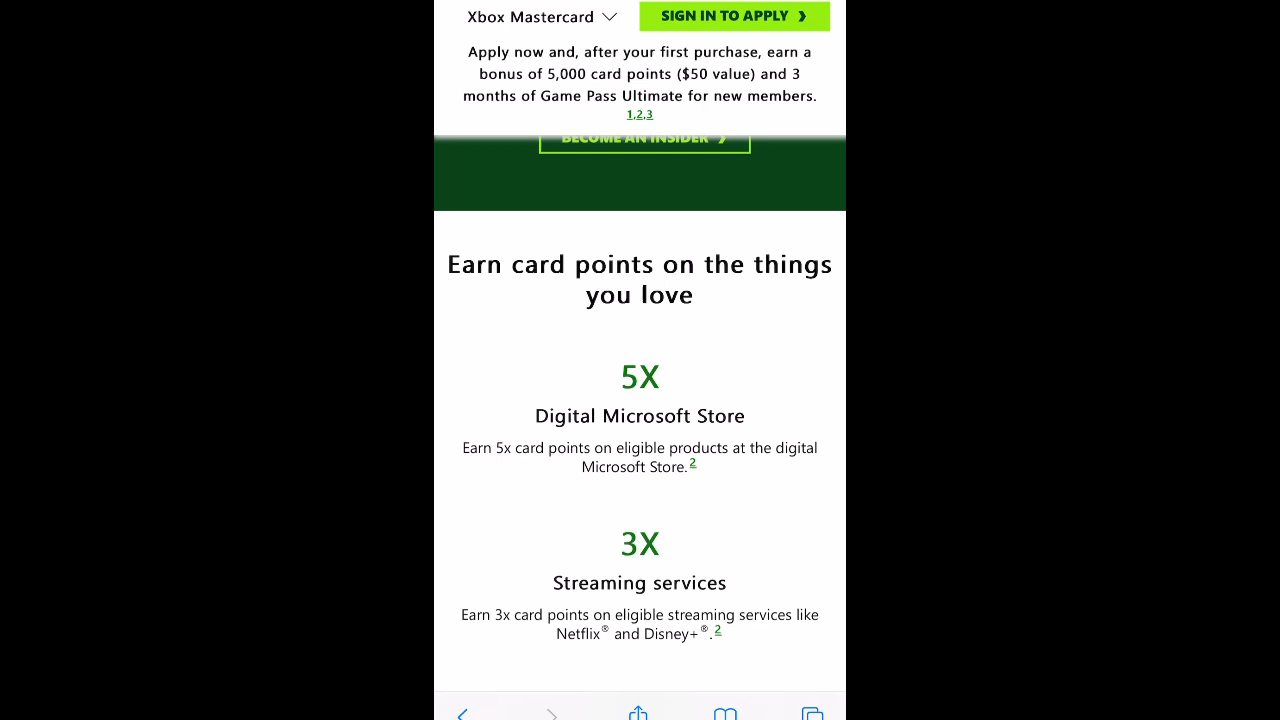 Xbox Mastercard
SIGN IN TO APPLY ❯
Apply now and, after your first purchase, earn a
bonus of 5,000 card points ($50 value) and 3
months of Game Pass Ultimate for new members.
1,2,3
BECOME AN INSIDER ❯
Earn card points on the things
you love
5X
Digital Microsoft Store
Earn 5x card points on eligible products at the digital
Microsoft Store.2
3X
Streaming services
Earn 3x card points on eligible streaming services like
Netflix® and Disney+®.2